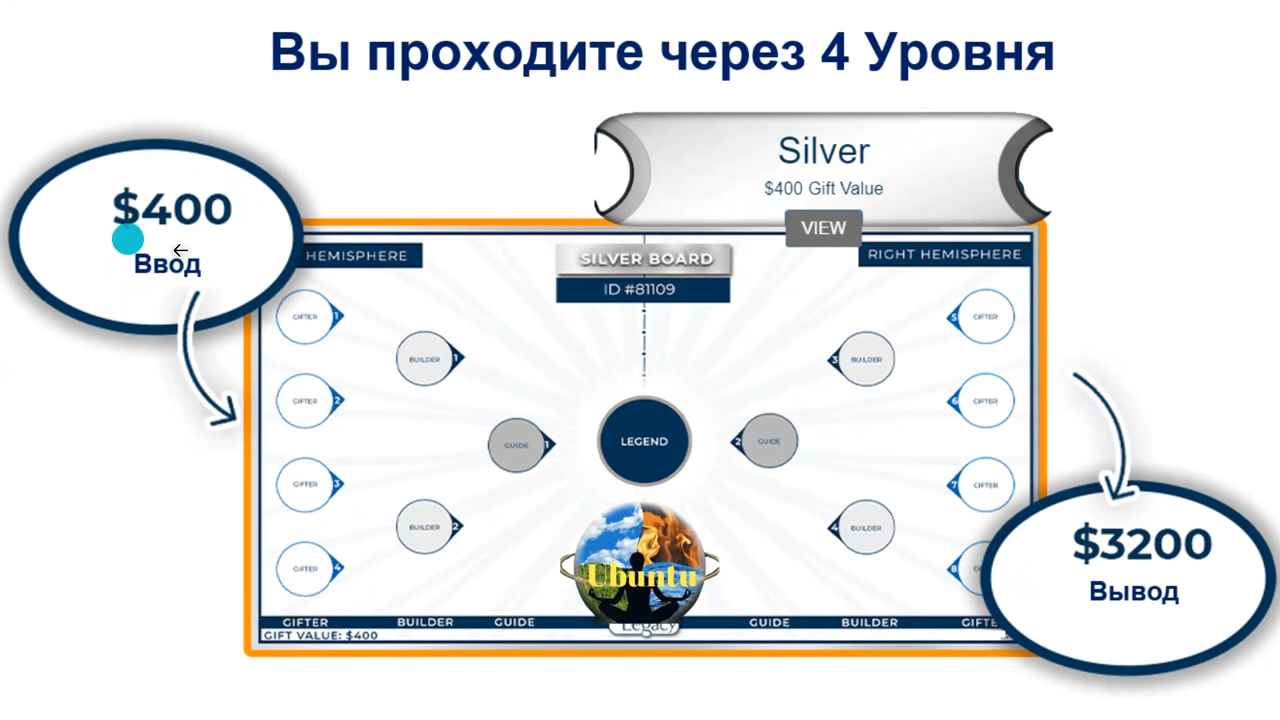 Вы проходите через 4 Уровня
Silver
$400 Gift Value
VIEW
$400
Ввод
HEMISPHERE
SILVER BOARD
ID #81109
RIGHT HEMISPHERE
GIFTER 1
5 GIFTER
BUILDER 1
3 BUILDER
GIFTER 2
6 GIFTER
GUIDE 1
LEGEND
2 GUIDE
GIFTER 3
7 GIFTER
BUILDER 2
4 BUILDER
GIFTER 4
8
$3200
Вывод
Ubuntu
GIFTER
BUILDER
GUIDE
Legacy
GUIDE
BUILDER
GIFTE
GIFT VALUE: $400